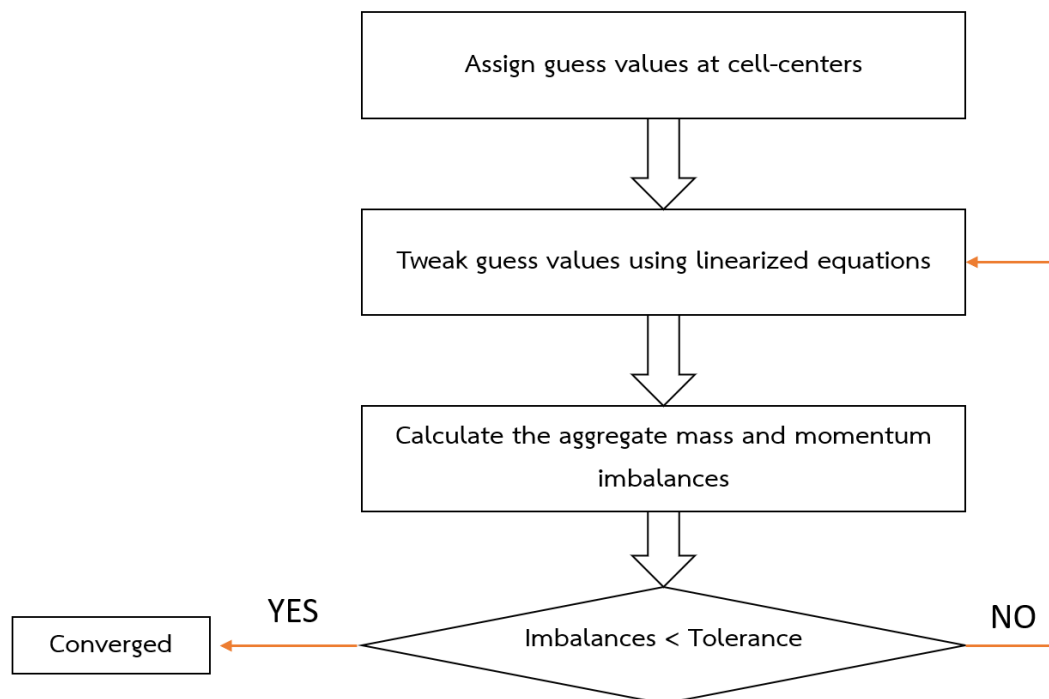 Assign guess values at cell-centers
Tweak guess values using linearized equations
Calculate the aggregate mass and momentum
imbalances
YES
NO
Imbalances < Tolerance
Converged